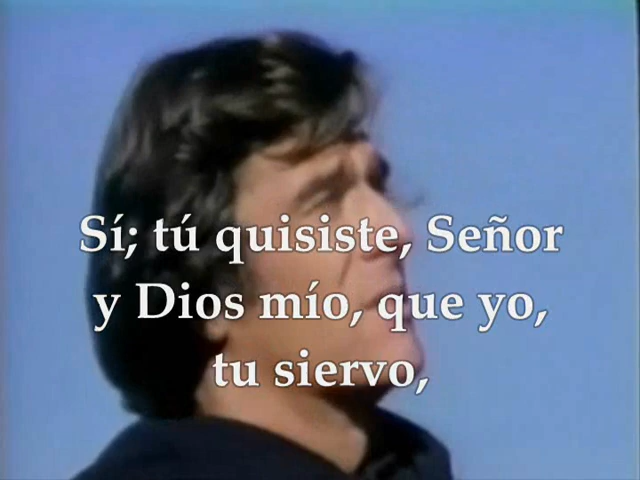 Sí; tú quisiste, Señor
y Dios mío, que yo,
tu siervo,